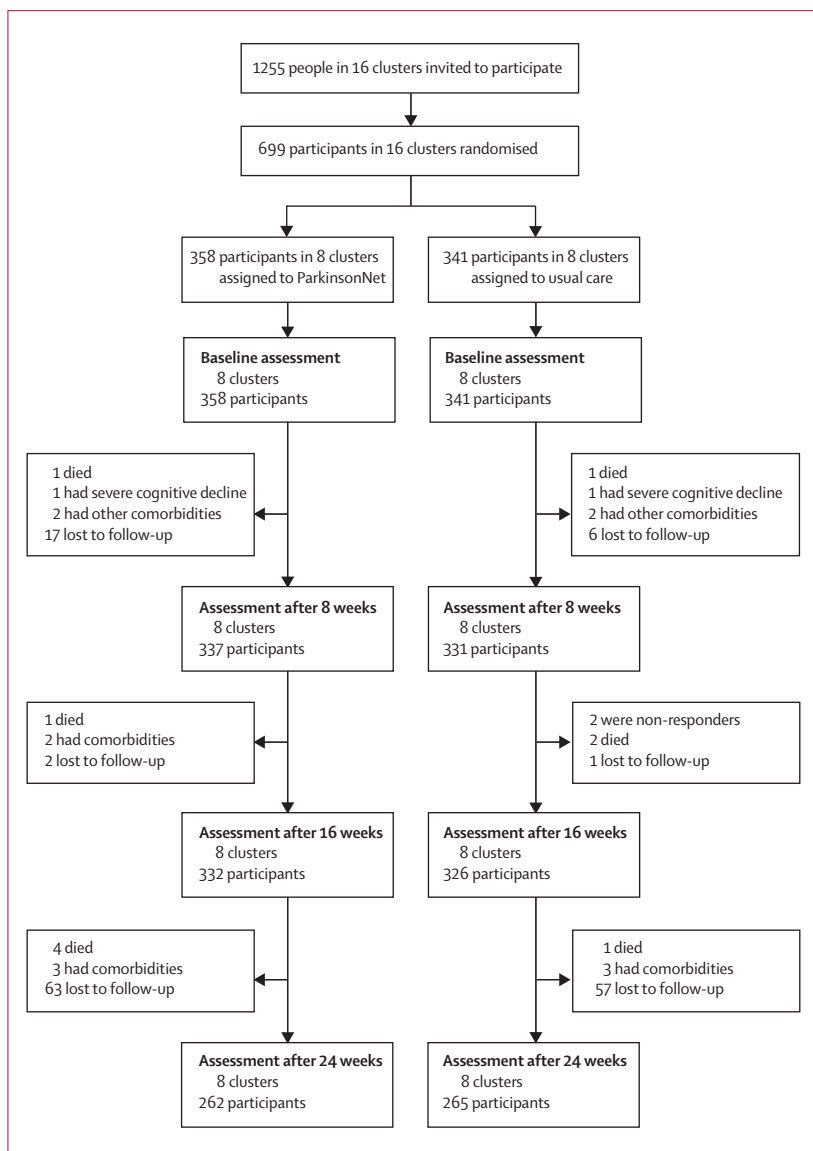 1255 people in 16 clusters invited to participate
699 participants in 16 clusters randomised
358 participants in 8 clusters
assigned to ParkinsonNet
341 participants in 8 clusters
assigned to usual care
Baseline assessment
8 clusters
358 participants
Baseline assessment
8 clusters
341 participants
1 died
1 had severe cognitive decline
2 had other comorbidities
17 lost to follow-up
1 died
1 had severe cognitive decline
2 had other comorbidities
6 lost to follow-up
Assessment after 8 weeks
8 clusters
337 participants
Assessment after 8 weeks
8 clusters
331 participants
1 died
2 had comorbidities
2 lost to follow-up
2 were non-responders
2 died
1 lost to follow-up
Assessment after 16 weeks
8 clusters
332 participants
Assessment after 16 weeks
8 clusters
326 participants
4 died
3 had comorbidities
63 lost to follow-up
1 died
3 had comorbidities
57 lost to follow-up
Assessment after 24 weeks
8 clusters
262 participants
Assessment after 24 weeks
8 clusters
265 participants